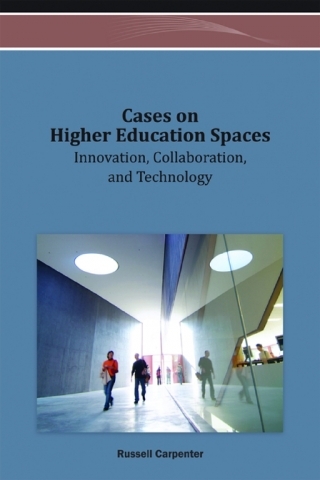 Cases on
Higher Education Spaces
Innovation, Collaboration,
and Technology
Russell Carpenter